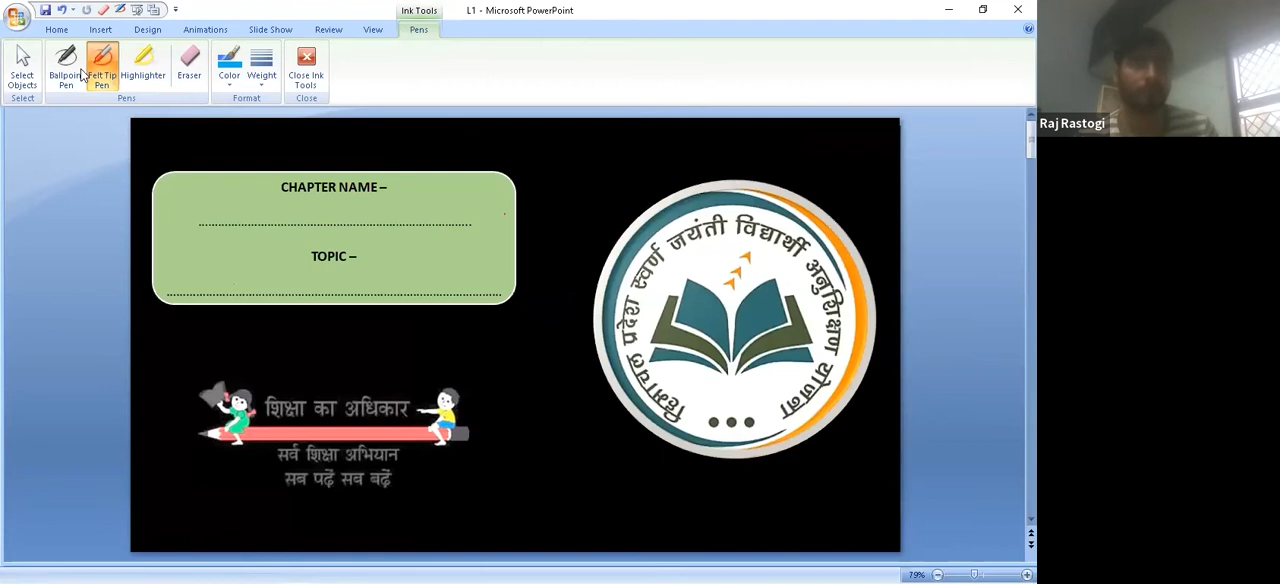 Ink Tools
L1 - Microsoft PowerPoint
Home Insert Design Animations Slide Show Review View Pens
Select Objects
Ballpoint Pen
Felt Tip Pen
Highlighter
Eraser
Color
Weight
Close Ink Tools
Select Pens Format Close
Raj Rastogi
CHAPTER NAME –
TOPIC –
हिमाचल प्रदेश स्वर्ण जयंती विद्यार्थी अनुशिक्षण योजना
शिक्षा का अधिकार
सर्व शिक्षा अभियान
सब पढ़ें सब बढ़ें
79%